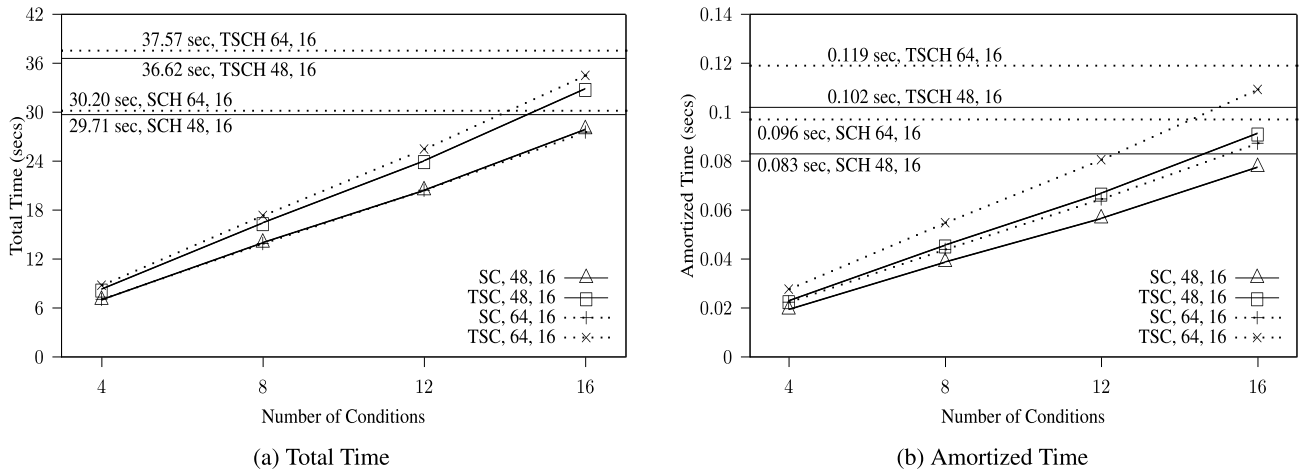 42
36
30
24
18
12
6
0
Total Time (secs)
37.57 sec, TSCH 64, 16
36.62 sec, TSCH 48, 16
30.20 sec, SCH 64, 16
29.71 sec, SCH 48, 16
SC, 48, 16
TSC, 48, 16
SC, 64, 16
TSC, 64, 16
4 8 12 16
Number of Conditions
(a) Total Time
0.14
0.12
0.1
0.08
0.06
0.04
0.02
0
Amortized Time (secs)
0.119 sec, TSCH 64, 16
0.102 sec, TSCH 48, 16
0.096 sec, SCH 64, 16
0.083 sec, SCH 48, 16
SC, 48, 16
TSC, 48, 16
SC, 64, 16
TSC, 64, 16
4 8 12 16
Number of Conditions
(b) Amortized Time